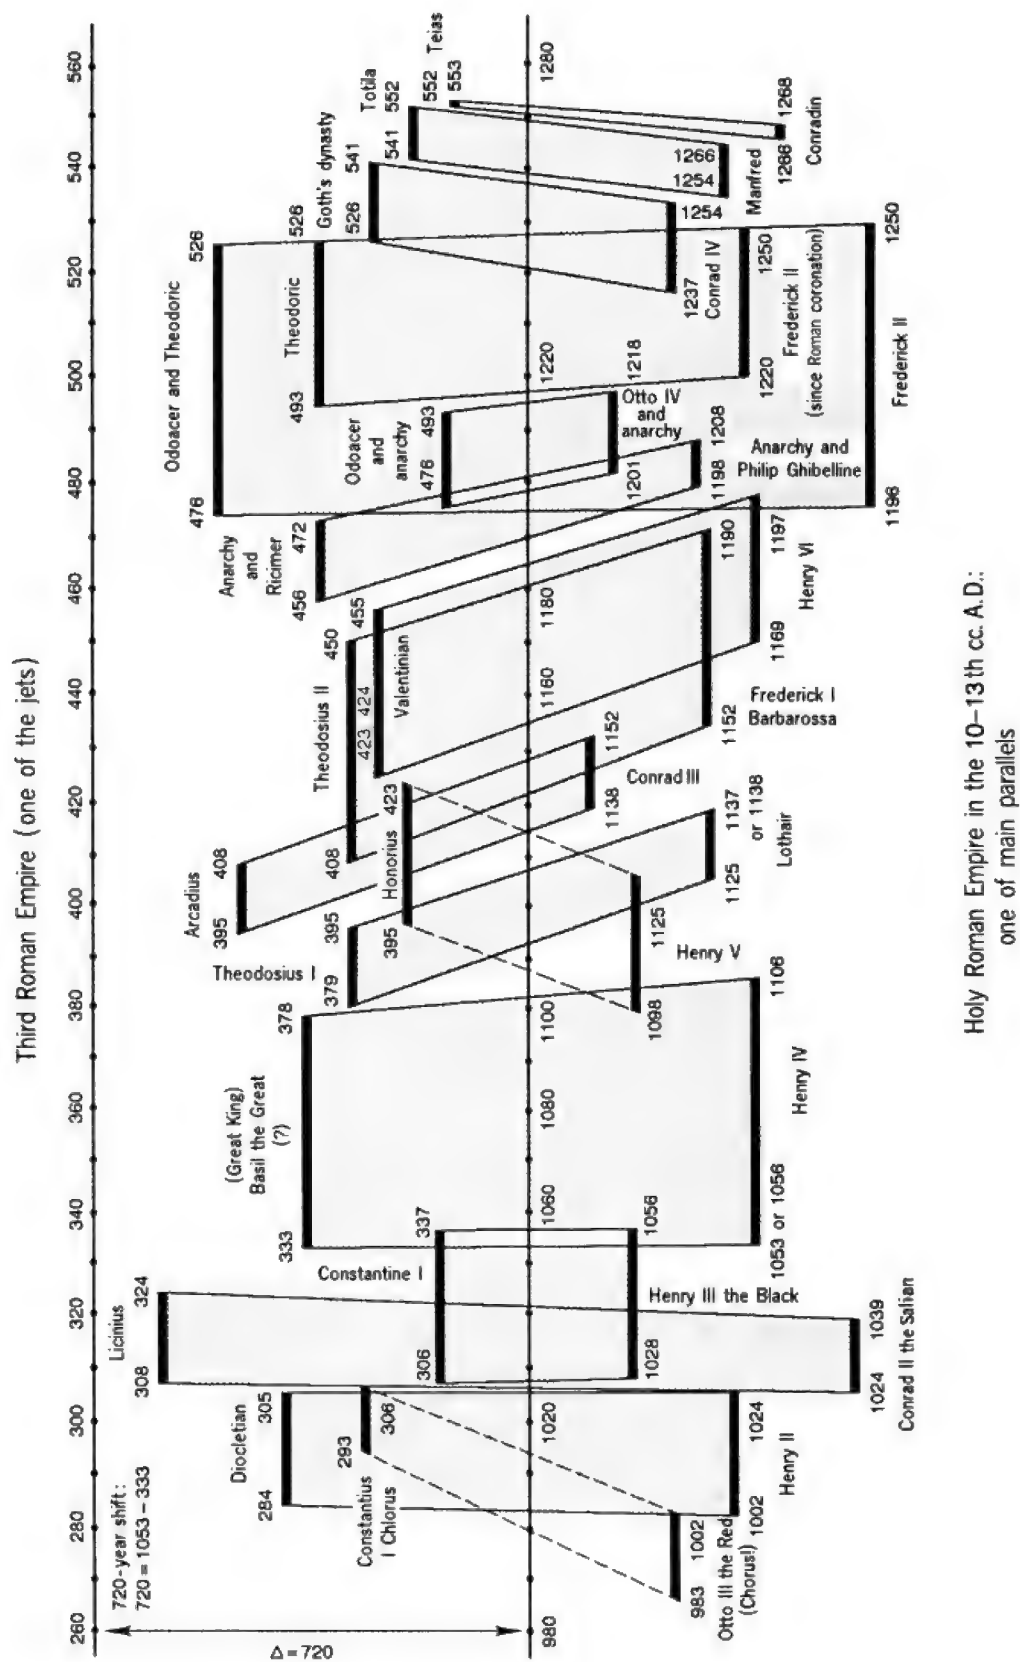 Third Roman Empire (one of the jets)
260
280
300
320
340
360
380
400
420
440
460
480
500
520
540
560
720-year shift:
720 = 1053 – 333
Δ = 720
Licinius
308
324
Diocletian
284
305
293
306
Constantius
I Chlorus
Constantine I
306
337
(Great King)
Basil the Great
(?)
333
378
Arcadius
395
408
Theodosius I
379
395
Theodosius II
408
450
Honorius
395
423
423
424
455
Valentinian
Anarchy
and
Ricimer
456
472
Odoacer and Theodoric
476
526
Theodoric
493
526
Odoacer
and
anarchy
476
493
Goth's dynasty
526
541
Totila
541
552
Teias
552
553
980
1020
1060
1080
1100
1160
1180
1220
1280
983
1002
Otto III the Red
(Chorus!)
1002
1024
Henry II
1024
1039
Conrad II the Salian
1028
1056
Henry III the Black
1053 or 1056
1106
Henry IV
1098
1125
Henry V
1125
1137
or 1138
Lothair
1138
1152
Conrad III
1152
1190
Frederick I
Barbarossa
1169
1197
Henry VI
1198
1208
Anarchy and
Philip Ghibelline
1201
1218
Otto IV
and
anarchy
1196
1250
Frederick II
1220
1250
Frederick II
(since Roman coronation)
1237
1254
Conrad IV
1254
1266
Manfred
1266
1268
Conradin
Holy Roman Empire in the 10–13th cc. A.D.:
one of main parallels